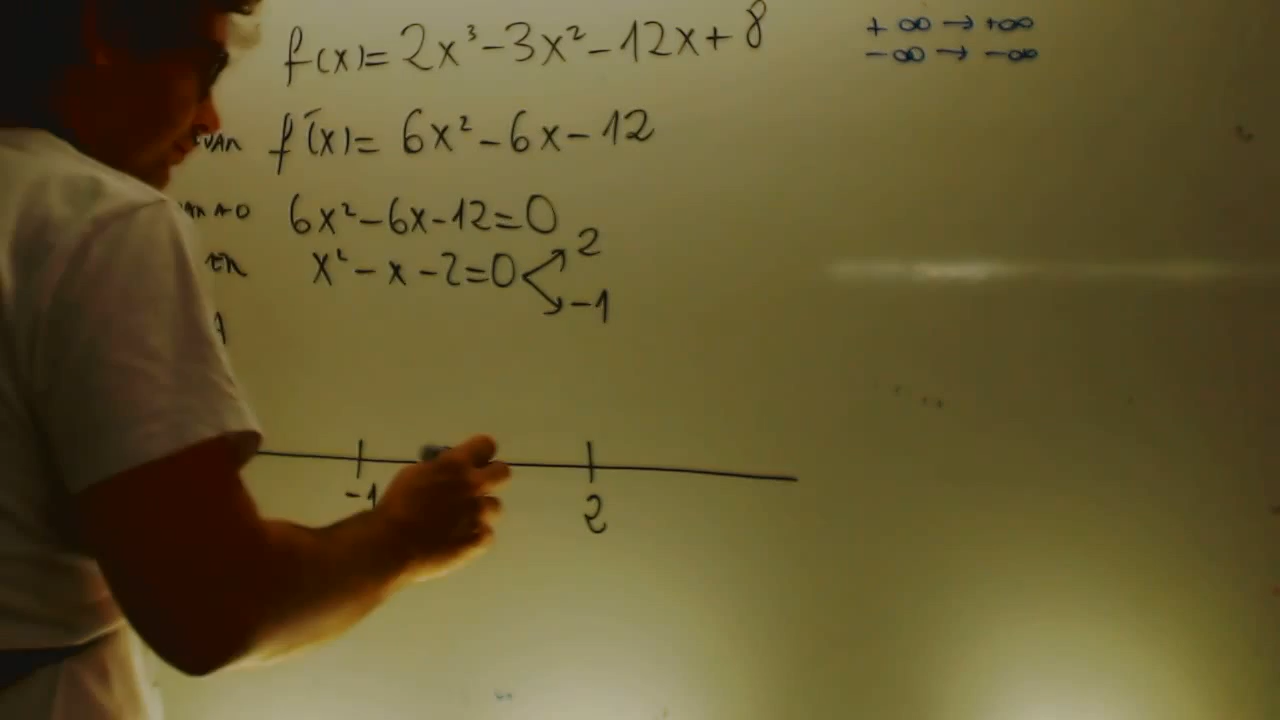 f(x)= 2x³-3x²-12x+8
+∞ → +∞
-∞ → -∞
f'(x)= 6x²-6x-12
6x²-6x-12=0
x²-x-2=0
2
-1
-1
2